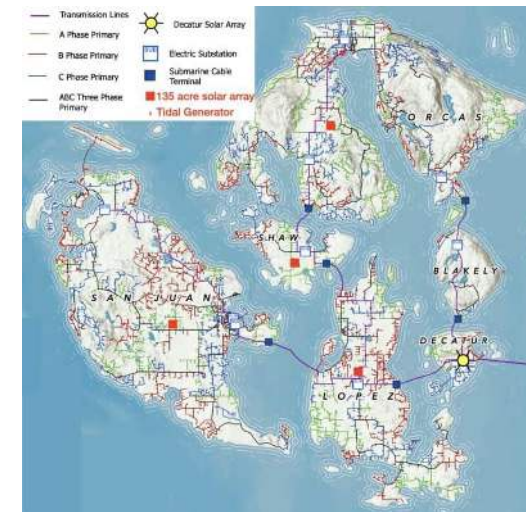 Transmission Lines
A Phase Primary
B Phase Primary
C Phase Primary
ABC Three Phase
Primary
Decatur Solar Array
Electric Substation
Submarine Cable
Terminal
135 acre solar array
Tidal Generator
ORCAS
SHAW
BLAKELY
SAN JUAN
DECATUR
LOPEZ